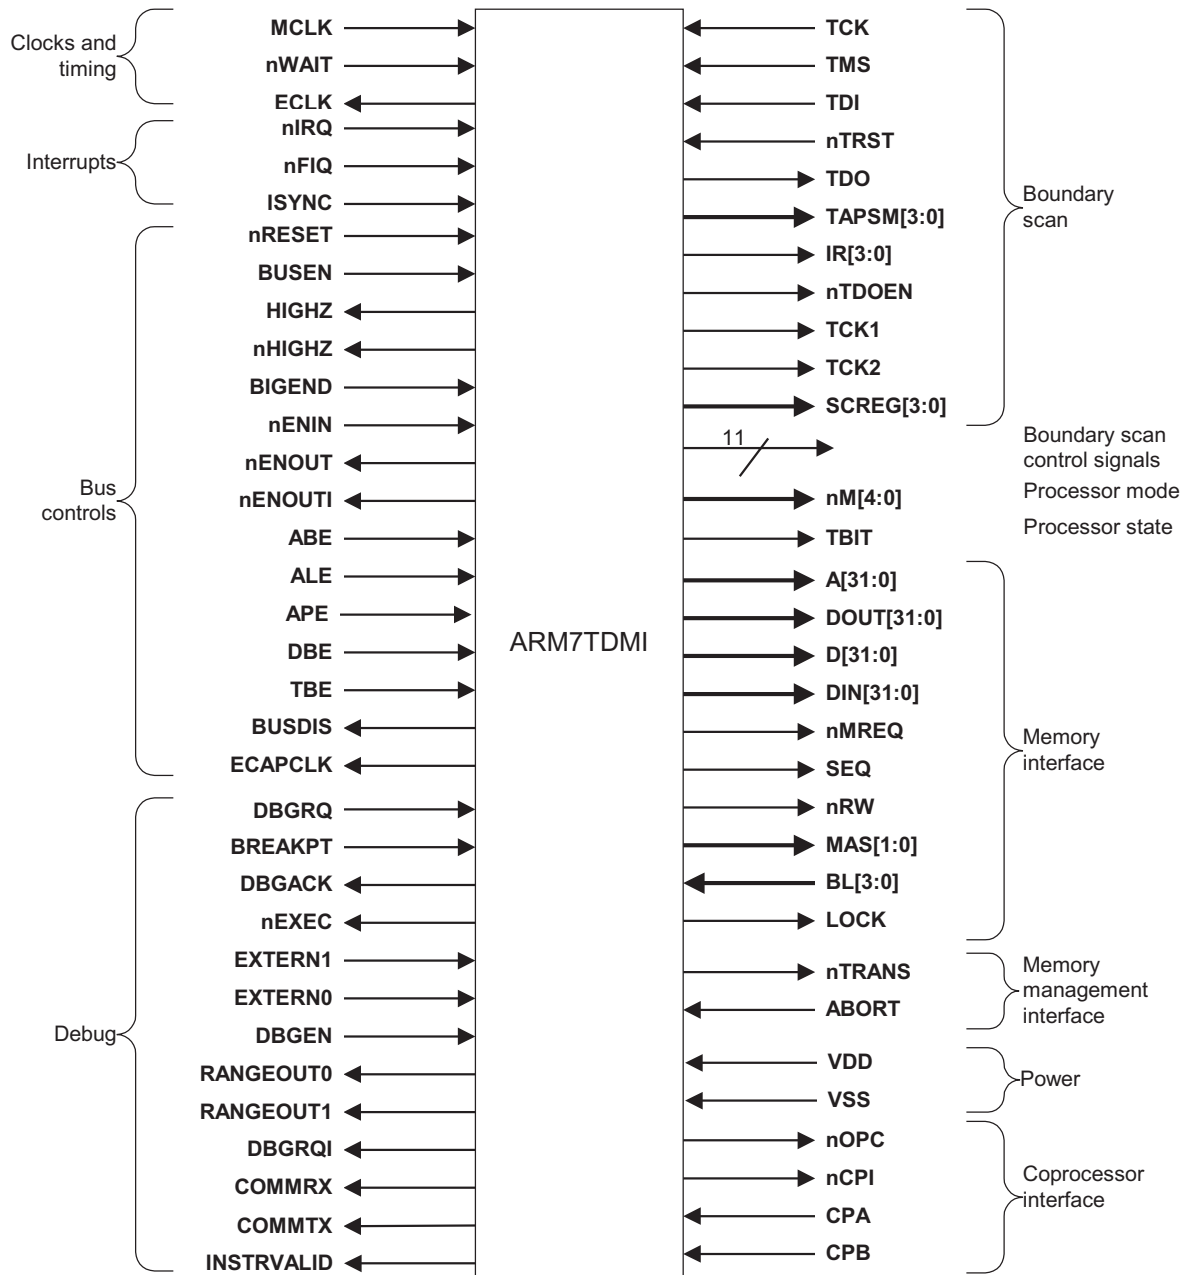 Clocks and
timing
MCLK
nWAIT
ECLK
Interrupts
nIRQ
nFIQ
ISYNC
Bus
controls
nRESET
BUSEN
HIGHZ
nHIGHZ
BIGEND
nENIN
nENOUT
nENOUTI
ABE
ALE
APE
DBE
TBE
BUSDIS
ECAPCLK
Debug
DBGRQ
BREAKPT
DBGACK
nEXEC
EXTERN1
EXTERN0
DBGEN
RANGEOUT0
RANGEOUT1
DBGRQI
COMMRX
COMMTX
INSTRVALID
ARM7TDMI
TCK
TMS
TDI
nTRST
TDO
TAPSM[3:0]
IR[3:0]
nTDOEN
TCK1
TCK2
SCREG[3:0]
Boundary
scan
11
Boundary scan
control signals
nM[4:0]
Processor mode
TBIT
Processor state
A[31:0]
DOUT[31:0]
D[31:0]
DIN[31:0]
nMREQ
SEQ
nRW
MAS[1:0]
BL[3:0]
LOCK
Memory
interface
nTRANS
ABORT
Memory
management
interface
VDD
VSS
Power
nOPC
nCPI
CPA
CPB
Coprocessor
interface